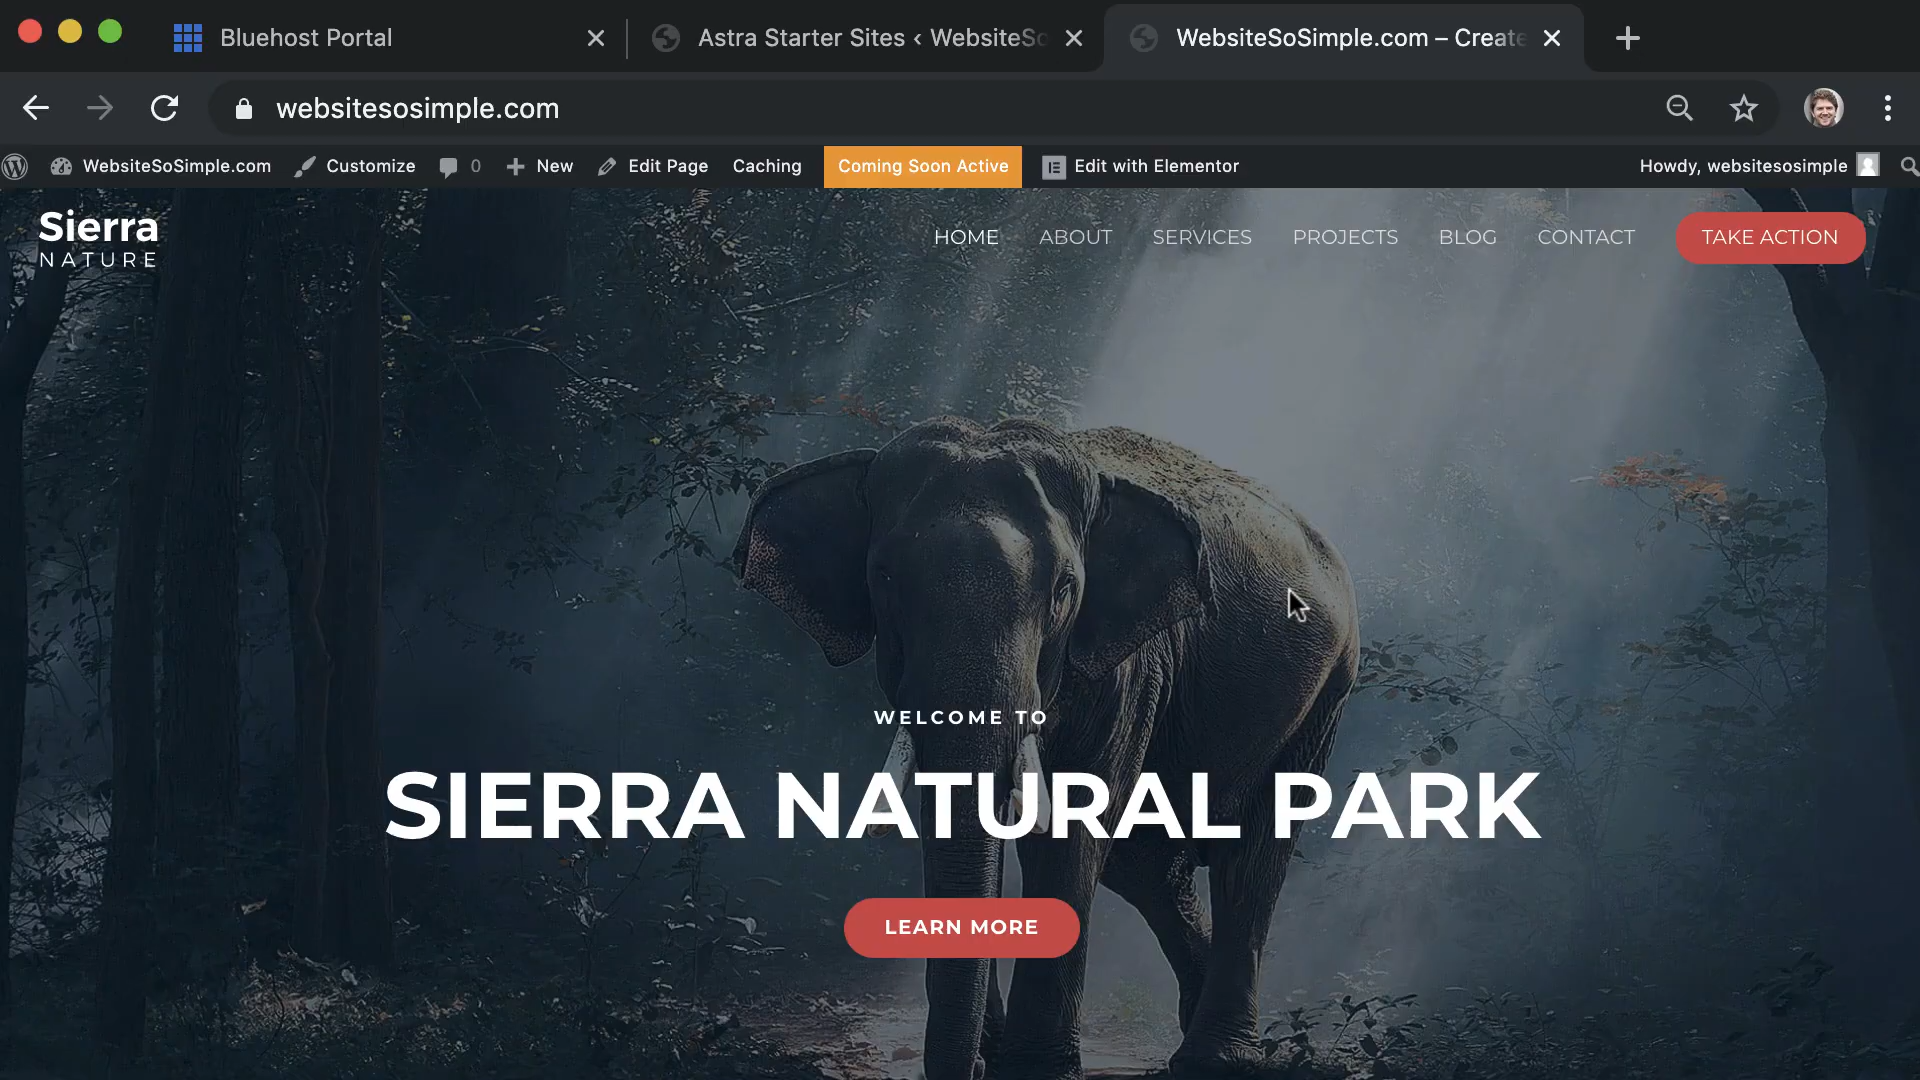 Bluehost Portal
Astra Starter Sites ‹ WebsiteSo
WebsiteSoSimple.com – Create
websitesosimple.com
WebsiteSoSimple.com Customize 0 New Edit Page Caching Coming Soon Active Edit with Elementor Howdy, websitesosimple
Sierra
NATURE
HOME ABOUT SERVICES PROJECTS BLOG CONTACT TAKE ACTION
WELCOME TO
SIERRA NATURAL PARK
LEARN MORE